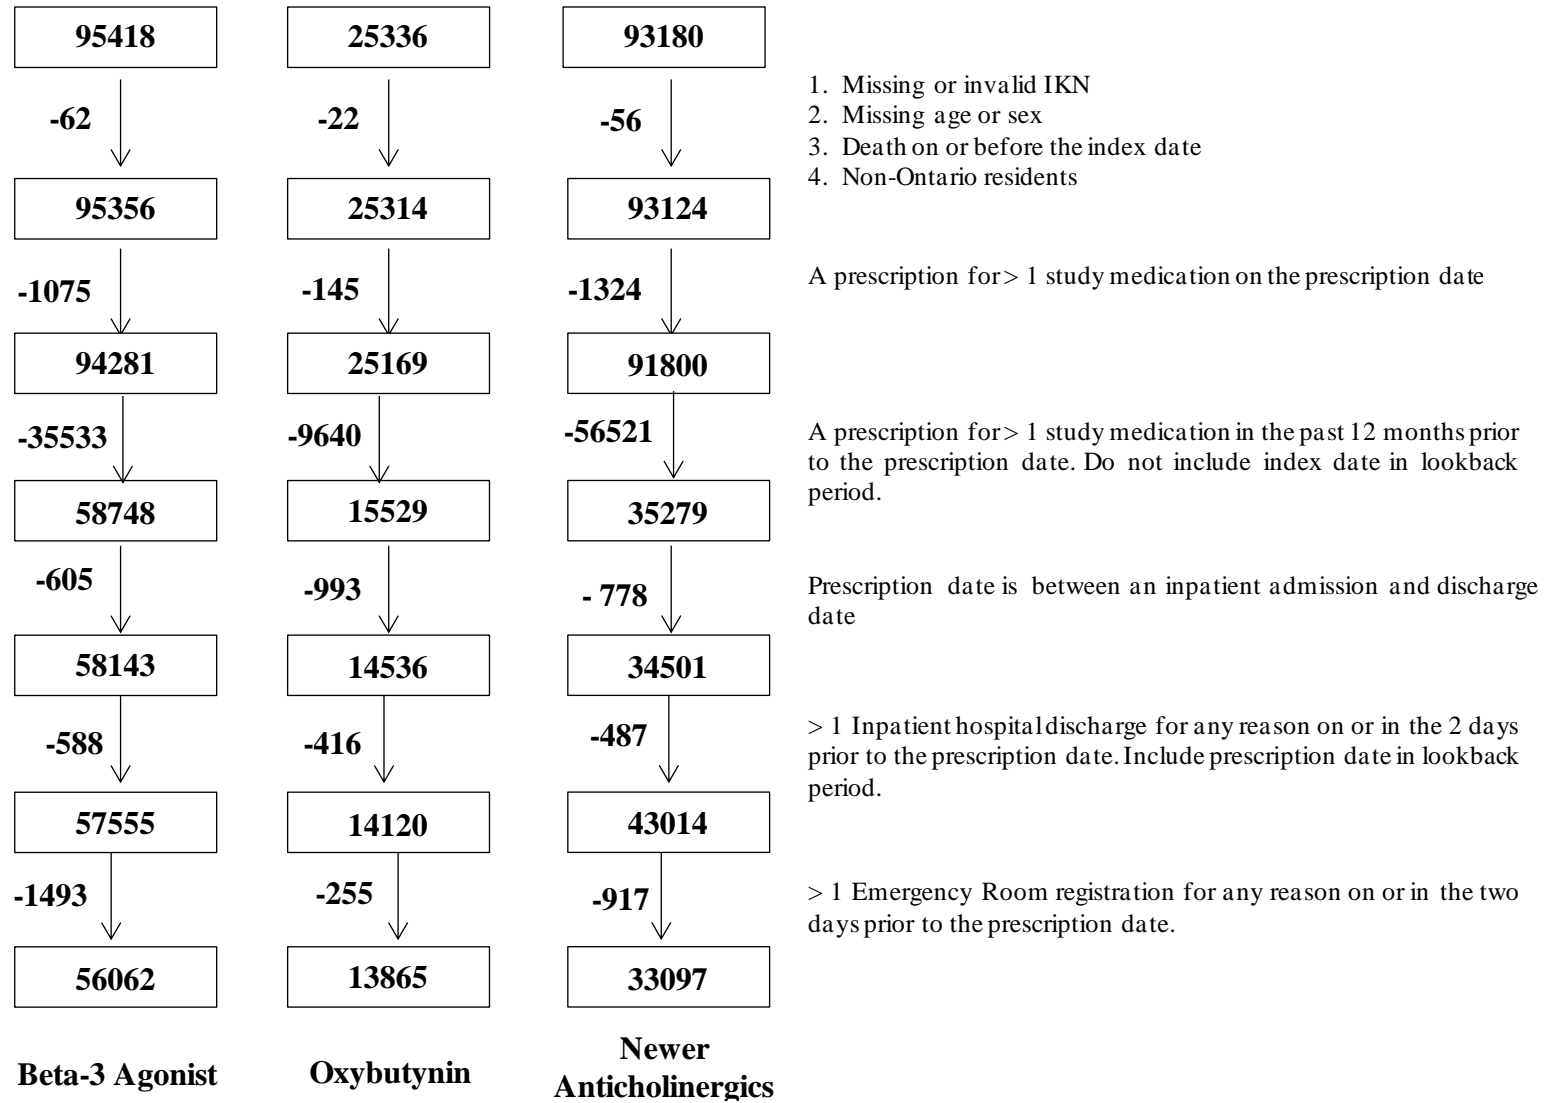 95418
25336
93180
-62
-22
-56
1. Missing or invalid IKN
2. Missing age or sex
3. Death on or before the index date
4. Non-Ontario residents
95356
25314
93124
-1075
-145
-1324
A prescription for > 1 study medication on the prescription date
94281
25169
91800
-35533
-9640
-56521
A prescription for > 1 study medication in the past 12 months prior
to the prescription date. Do not include index date in lookback
period.
58748
15529
35279
-605
-993
- 778
Prescription date is between an inpatient admission and discharge
date
58143
14536
34501
-588
-416
-487
> 1 Inpatient hospital discharge for any reason on or in the 2 days
prior to the prescription date. Include prescription date in lookback
period.
57555
14120
43014
-1493
-255
-917
> 1 Emergency Room registration for any reason on or in the two
days prior to the prescription date.
56062
13865
33097
Beta-3 Agonist
Oxybutynin
Newer
Anticholinergics